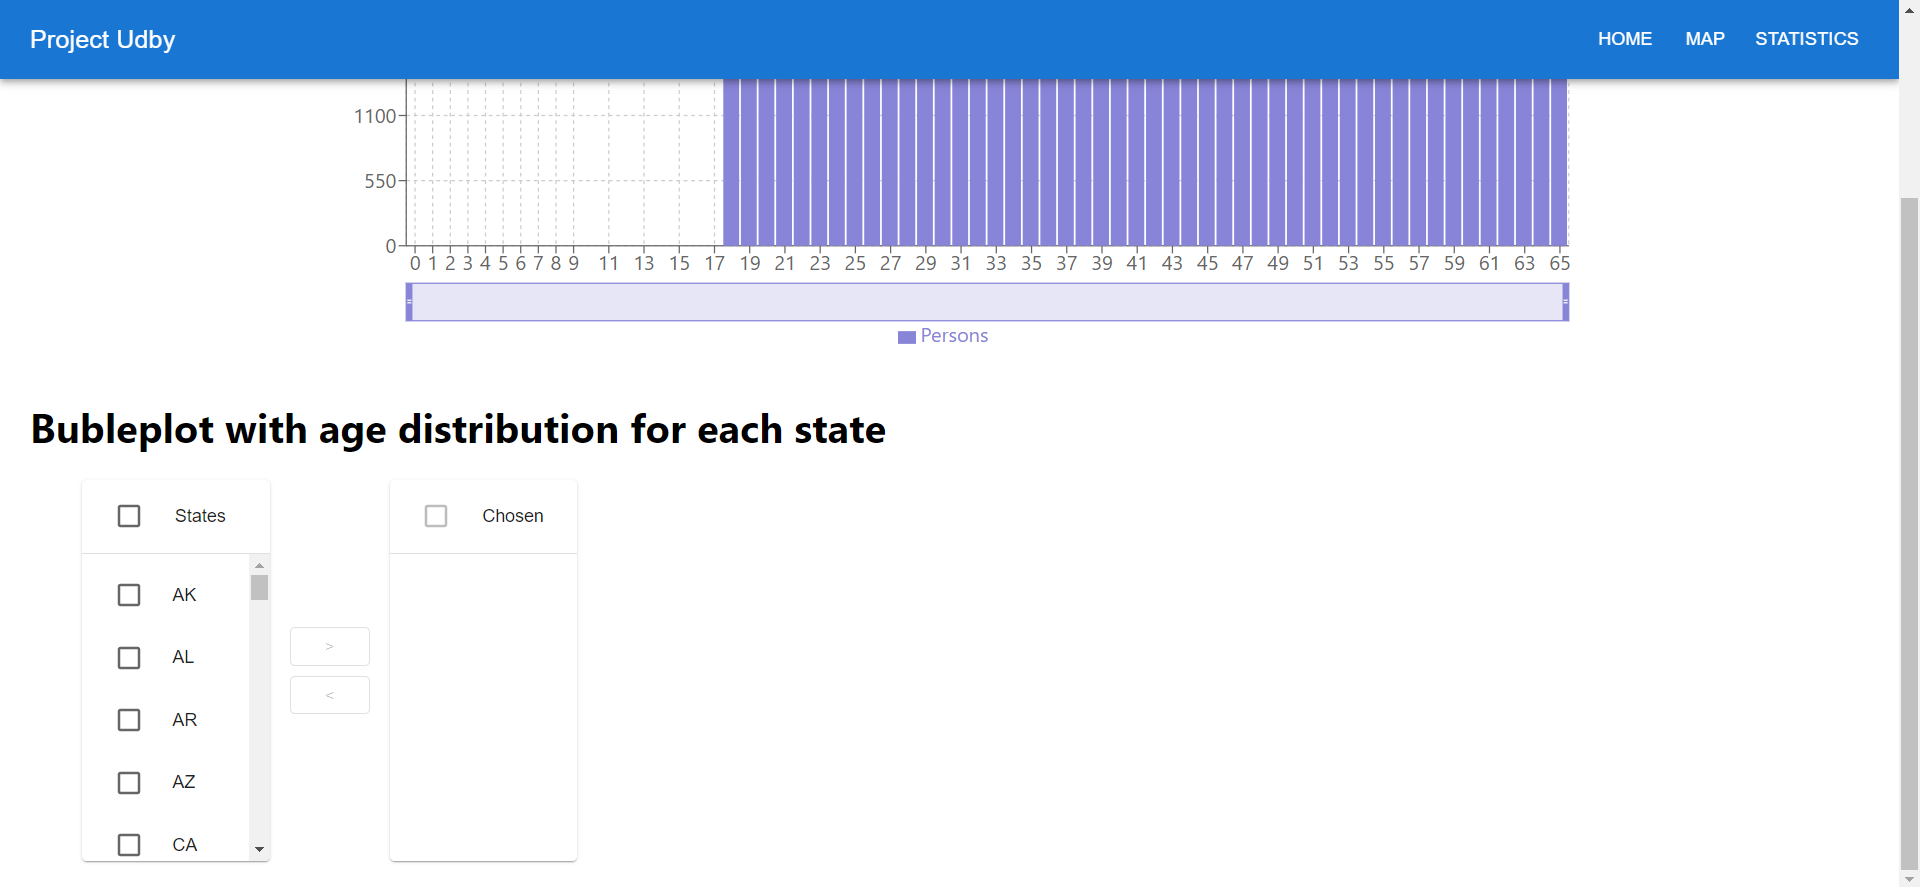 Project Udby
HOME MAP STATISTICS
1100
550
0
0 1 2 3 4 5 6 7 8 9 11 13 15 17 19 21 23 25 27 29 31 33 35 37 39 41 43 45 47 49 51 53 55 57 59 61 63 65
Persons
Bubleplot with age distribution for each state
States
Chosen
AK
AL
AR
AZ
CA
>
<